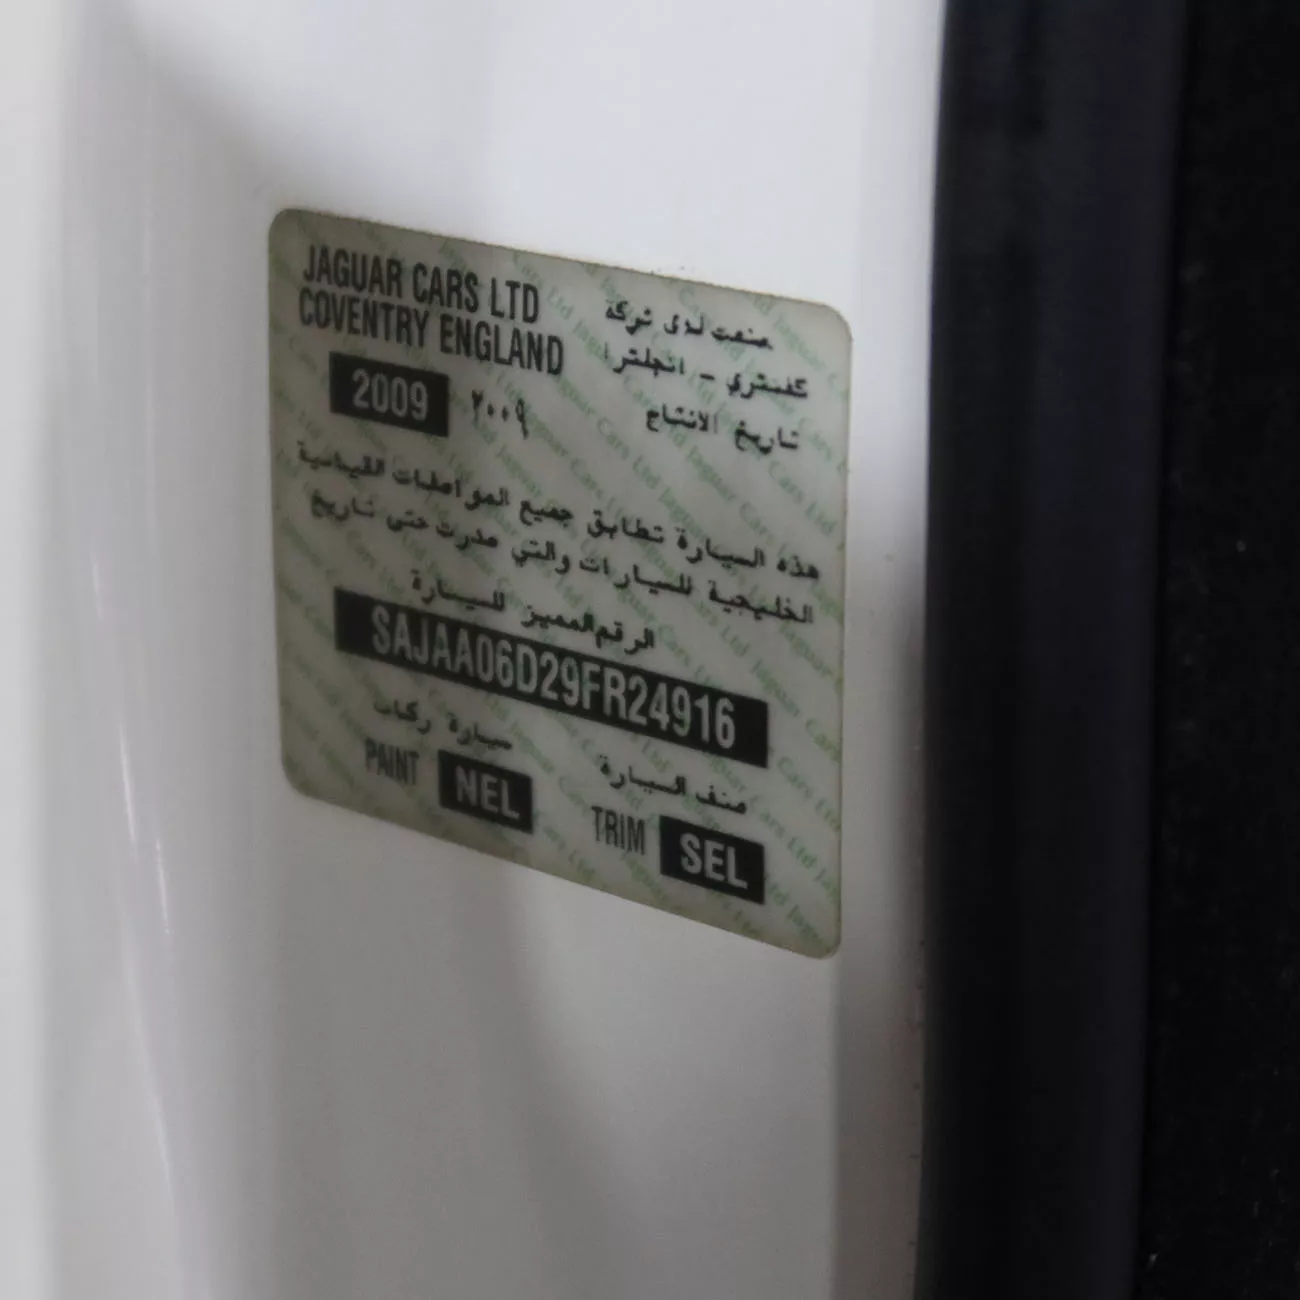 JAGUAR CARS LTD
COVENTRY ENGLAND
صنعت لدى شركة
كفنتري - انجلترا
2009 ٢٠٠٩ تاريخ الانتاج
هذه السيارة تطابق جميع المواصفات القياسية
الخليجية للسيارات والتي صدرت حتى تاريخ
الرقم المميز للسيارة
SAJAA06D29FR24916
سيارة ركاب
صنف السيارة
PAINT NEL
TRIM SEL